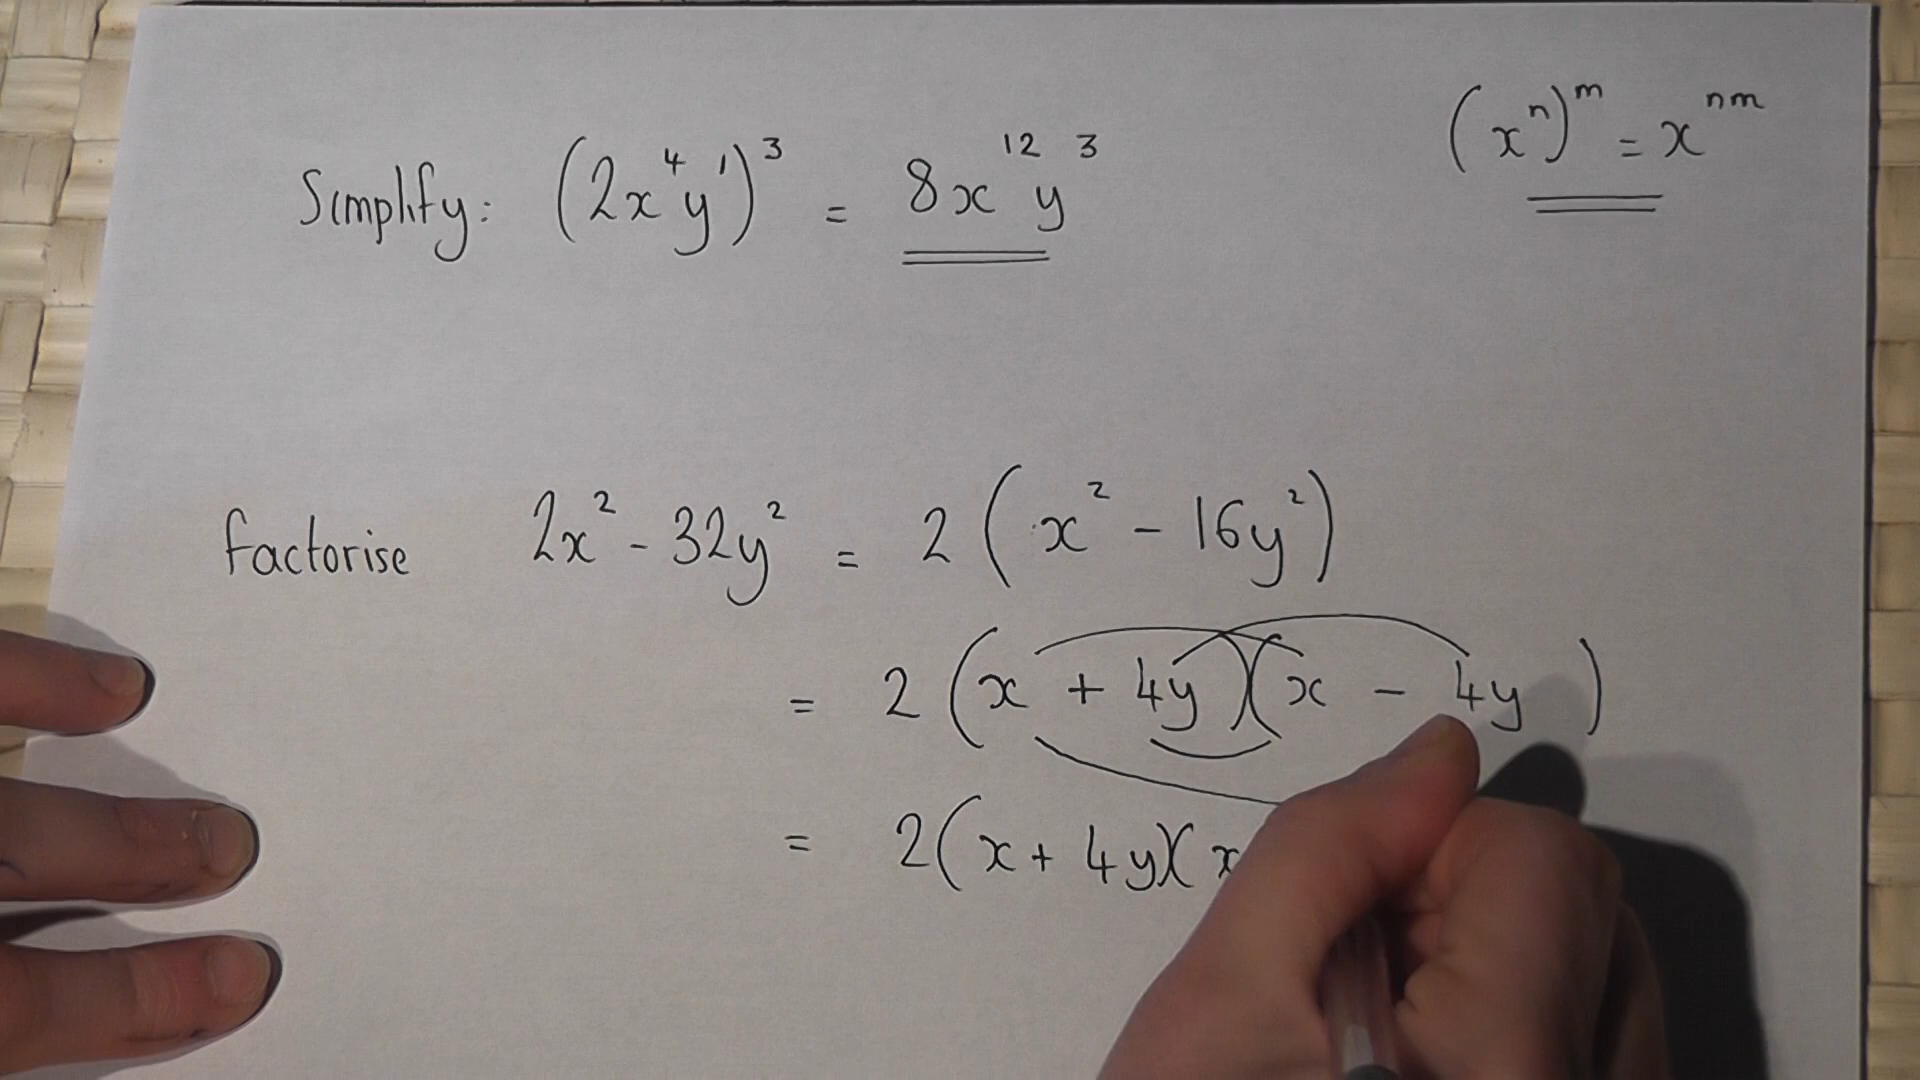 Simplify: (2x⁴y¹)³ = 8x¹²y³
(xⁿ)ᵐ = xⁿᵐ
factorise 2x² - 32y² = 2(x² - 16y²)
= 2(x + 4y)(x - 4y)
= 2(x + 4y)(x